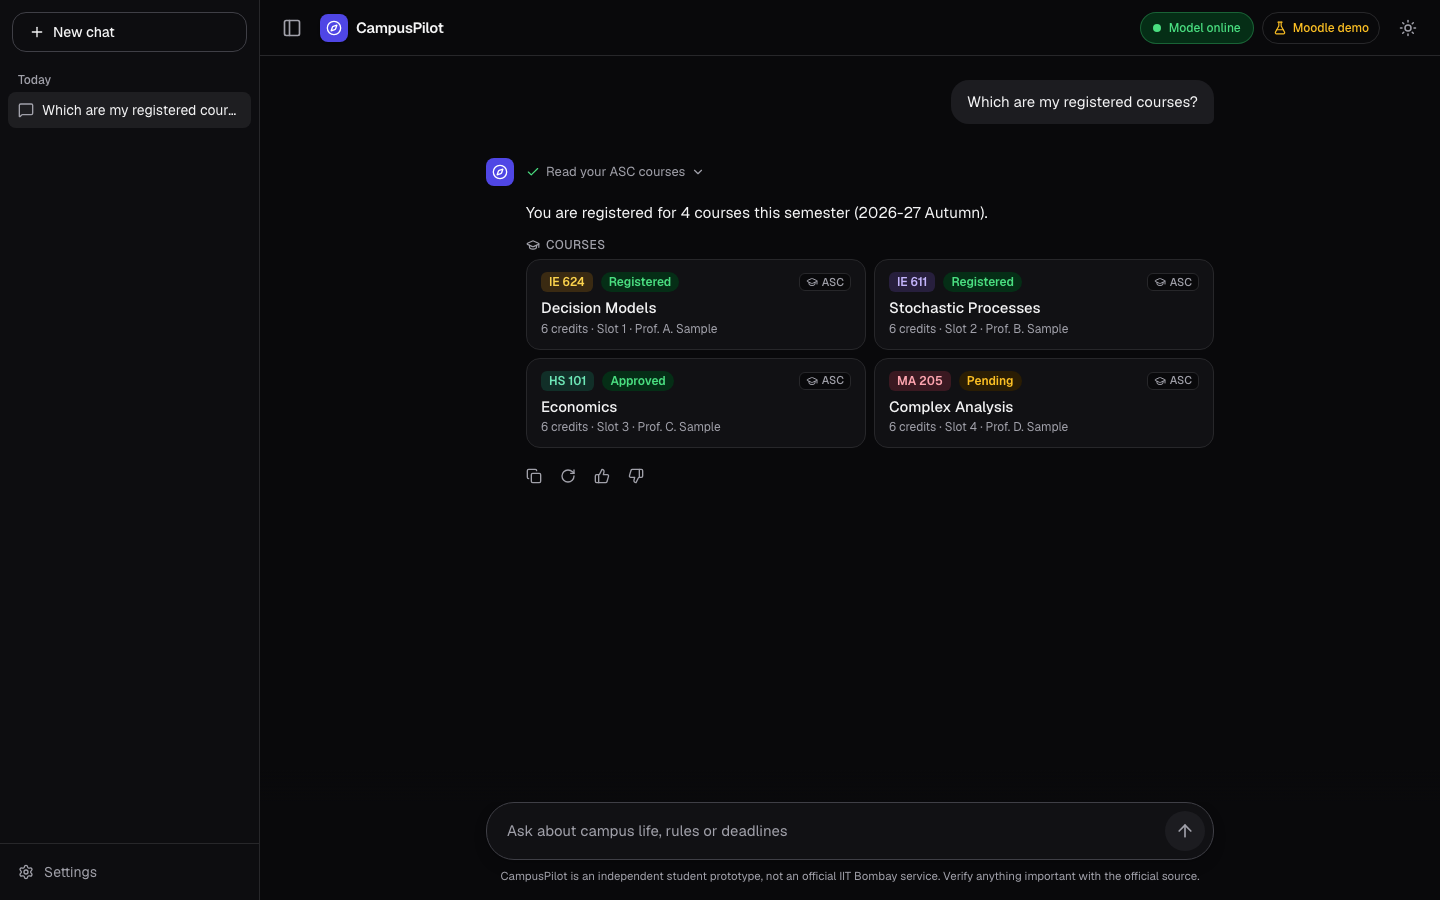 New chat
Today
Which are my registered cour...
Settings
CampusPilot
Model online
Moodle demo
Which are my registered courses?
Read your ASC courses
You are registered for 4 courses this semester (2026-27 Autumn).
COURSES
IE 624 Registered ASC
Decision Models
6 credits · Slot 1 · Prof. A. Sample
IE 611 Registered ASC
Stochastic Processes
6 credits · Slot 2 · Prof. B. Sample
HS 101 Approved ASC
Economics
6 credits · Slot 3 · Prof. C. Sample
MA 205 Pending ASC
Complex Analysis
6 credits · Slot 4 · Prof. D. Sample
Ask about campus life, rules or deadlines
CampusPilot is an independent student prototype, not an official IIT Bombay service. Verify anything important with the official source.